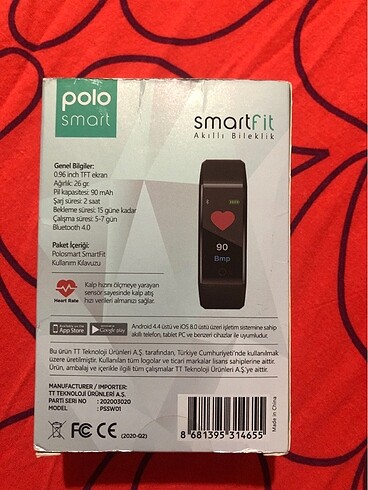 polo
smart
smartfit
Akıllı Bileklik
Genel Bilgiler:
0.96 inch TFT ekran
Ağırlık: 26 gr.
Pil kapasitesi: 90 mAh
Şarj süresi: 2 saat
Bekleme süresi: 15 güne kadar
Çalışma süresi: 5-7 gün
Bluetooth 4.0
90
Bmp
Paket İçeriği:
Polosmart SmartFit
Kullanım Kılavuzu
Heart Rate
Kalp hızını ölçmeye yarayan
sensör sayesinde kalp atış
hızı verileri almanızı sağlar.
App Store
Google play
Android 4.4 üstü ve iOS 8.0 üstü üzeri işletim sistemine sahip
akıllı telefon, tablet PC ve benzeri cihazlar ile uyumludur.
Bu ürün TT Teknoloji Ürünleri A.Ş. tarafından, Türkiye Cumhuriyeti'nde kullanılmak
üzere üretilmiştir. Kullanılan tüm logolar ve ticari markalar lisans sahiplerine aittir.
Ürün, ambalaj ve içerikle ilgili tüm çalışmalar TT Teknoloji Ürünleri A.Ş'ye aittir.
MANUFACTURER / IMPORTER:
TT TEKNOLOJİ ÜRÜNLERİ A.Ş.
PARTI SERI NO : 202003020
MODEL : PSSW01
FC CE (2020-Q2)
8 681395 314655
Made in China